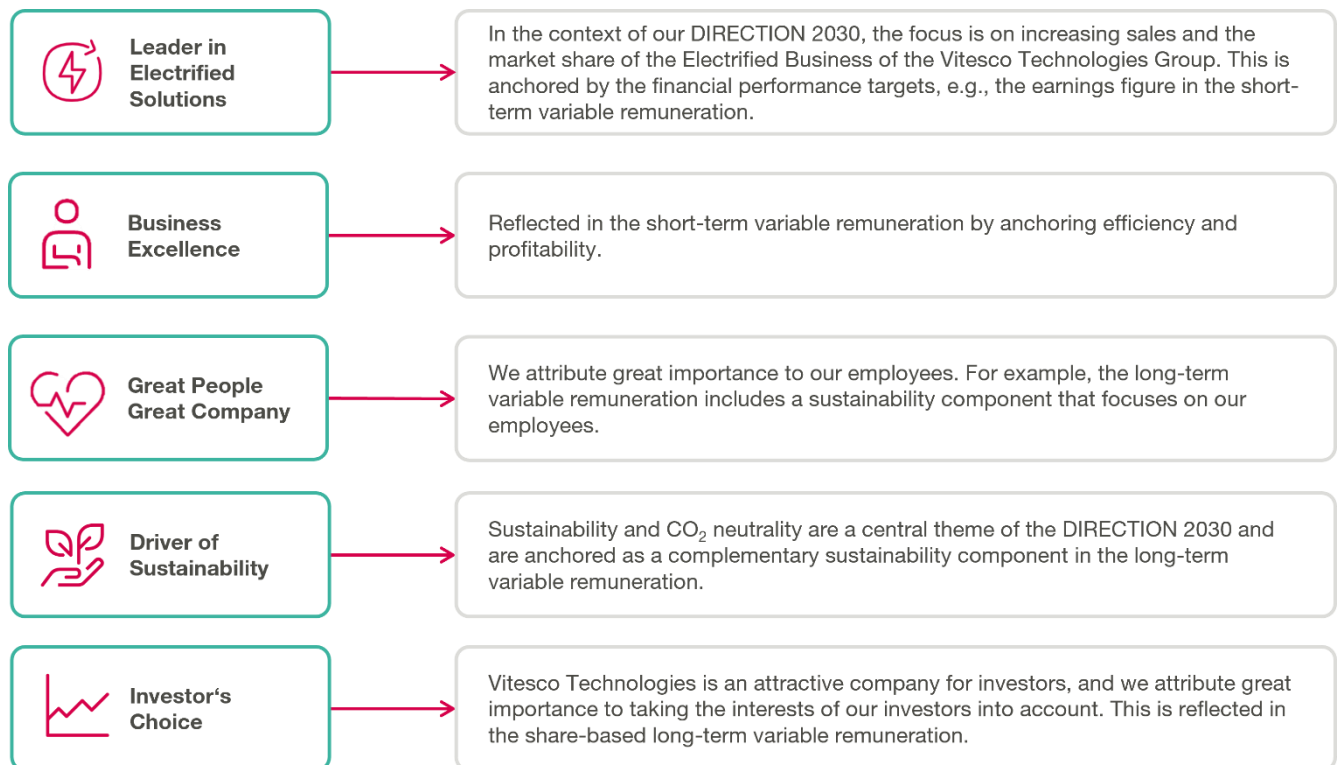 Leader in
Electrified
Solutions
In the context of our DIRECTION 2030, the focus is on increasing sales and the
market share of the Electrified Business of the Vitesco Technologies Group. This is
anchored by the financial performance targets, e.g., the earnings figure in the short-
term variable remuneration.
Business
Excellence
Reflected in the short-term variable remuneration by anchoring efficiency and
profitability.
Great People
Great Company
We attribute great importance to our employees. For example, the long-term
variable remuneration includes a sustainability component that focuses on our
employees.
Driver of
Sustainability
Sustainability and CO₂ neutrality are a central theme of the DIRECTION 2030 and
are anchored as a complementary sustainability component in the long-term
variable remuneration.
Investor‘s
Choice
Vitesco Technologies is an attractive company for investors, and we attribute great
importance to taking the interests of our investors into account. This is reflected in
the share-based long-term variable remuneration.